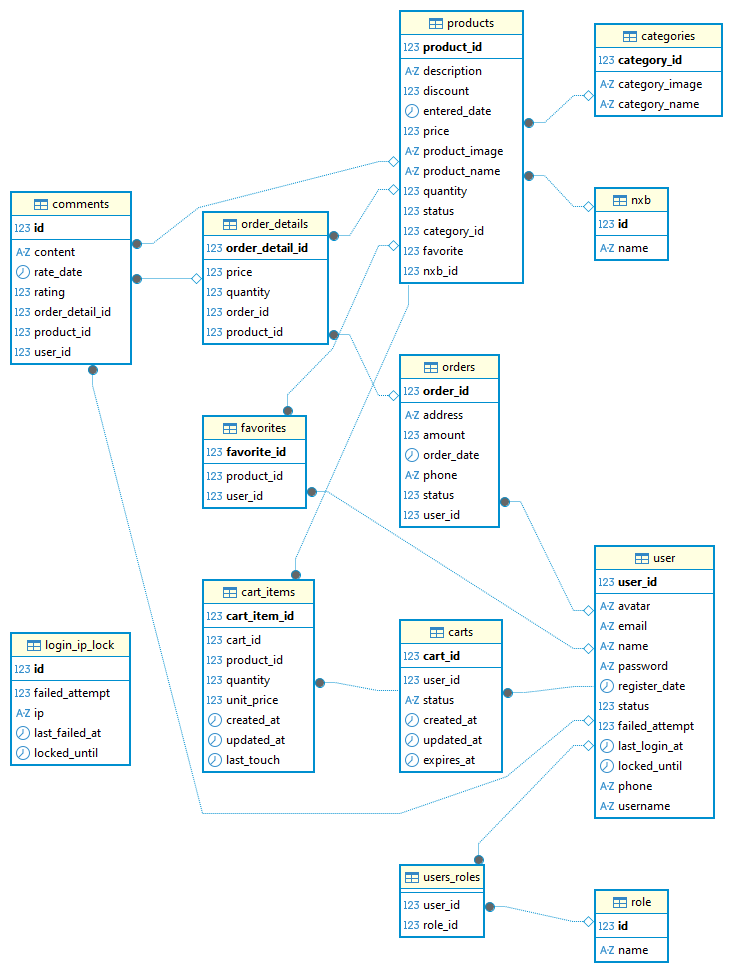 products
123 product_id
A-Z description
123 discount
entered_date
123 price
A-Z product_image
A-Z product_name
123 quantity
123 status
123 category_id
123 favorite
123 nxb_id
categories
123 category_id
A-Z category_image
A-Z category_name
nxb
123 id
A-Z name
comments
123 id
A-Z content
rate_date
123 rating
123 order_detail_id
123 product_id
123 user_id
order_details
123 order_detail_id
123 price
123 quantity
123 order_id
123 product_id
orders
123 order_id
A-Z address
123 amount
order_date
A-Z phone
123 status
123 user_id
favorites
123 favorite_id
123 product_id
123 user_id
user
123 user_id
A-Z avatar
A-Z email
A-Z name
A-Z password
register_date
123 status
123 failed_attempt
last_login_at
locked_until
A-Z phone
A-Z username
cart_items
123 cart_item_id
123 cart_id
123 product_id
123 quantity
123 unit_price
created_at
updated_at
last_touch
carts
123 cart_id
123 user_id
A-Z status
created_at
updated_at
expires_at
login_ip_lock
123 id
123 failed_attempt
A-Z ip
last_failed_at
locked_until
users_roles
123 user_id
123 role_id
role
123 id
A-Z name